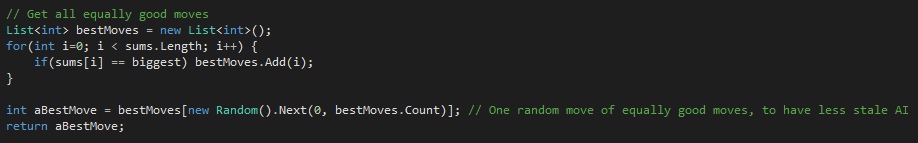 // Get all equally good moves
List<int> bestMoves = new List<int>();
for(int i=0; i < sums.Length; i++) {
    if(sums[i] == biggest) bestMoves.Add(i);
}

int aBestMove = bestMoves[new Random().Next(0, bestMoves.Count)]; // One random move of equally good moves, to have less stale AI
return aBestMove;